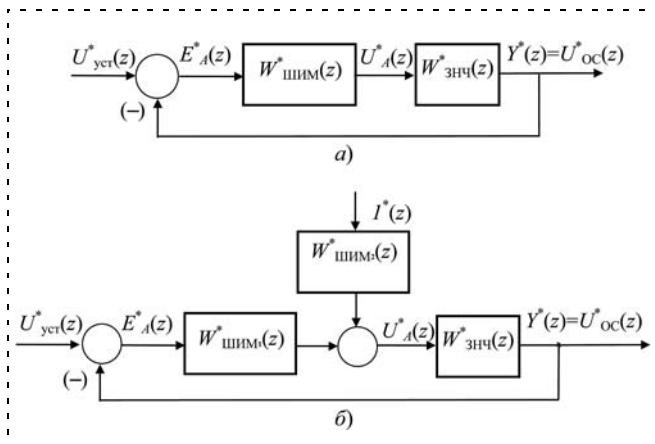 U*уст(z) E*A(z) W*ШИМ(z) U*A(z) W*ЗНЧ(z) Y*(z)=U*ОС(z)
(−)
а)
I*(z)
W*ШИМ2(z)
U*уст(z) E*A(z) W*ШИМ1(z) U*A(z) W*ЗНЧ(z) Y*(z)=U*ОС(z)
(−)
б)